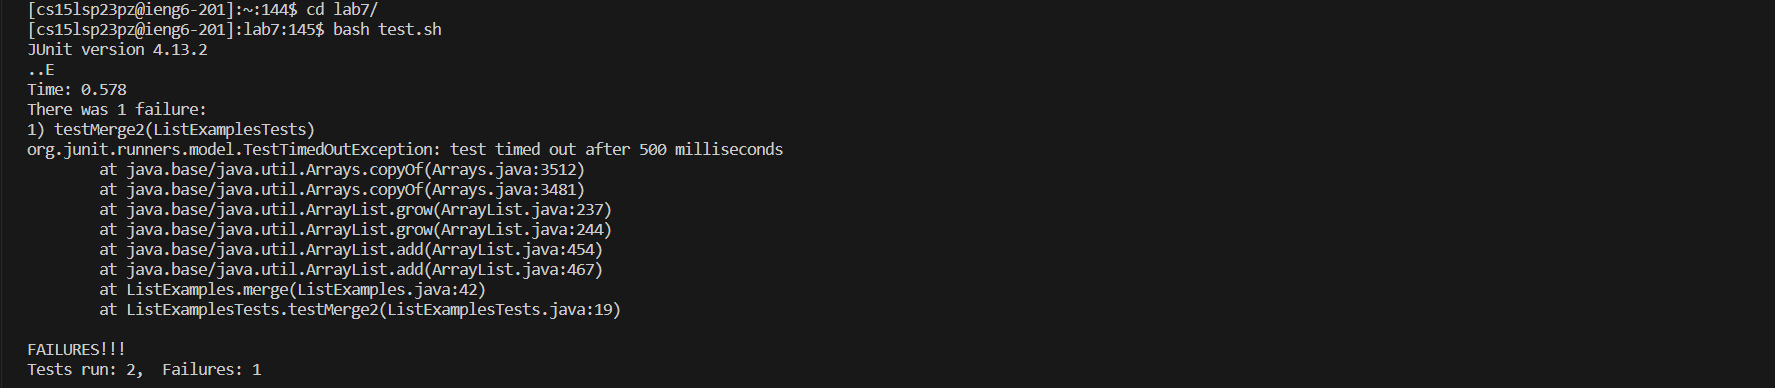 [cs15lsp23pz@ieng6-201]:~:144$ cd lab7/
[cs15lsp23pz@ieng6-201]:lab7:145$ bash test.sh
JUnit version 4.13.2
..E
Time: 0.578
There was 1 failure:
1) testMerge2(ListExamplesTests)
org.junit.runners.model.TestTimedOutException: test timed out after 500 milliseconds
        at java.base/java.util.Arrays.copyOf(Arrays.java:3512)
        at java.base/java.util.Arrays.copyOf(Arrays.java:3481)
        at java.base/java.util.ArrayList.grow(ArrayList.java:237)
        at java.base/java.util.ArrayList.grow(ArrayList.java:244)
        at java.base/java.util.ArrayList.add(ArrayList.java:454)
        at java.base/java.util.ArrayList.add(ArrayList.java:467)
        at ListExamples.merge(ListExamples.java:42)
        at ListExamplesTests.testMerge2(ListExamplesTests.java:19)

FAILURES!!!
Tests run: 2,  Failures: 1